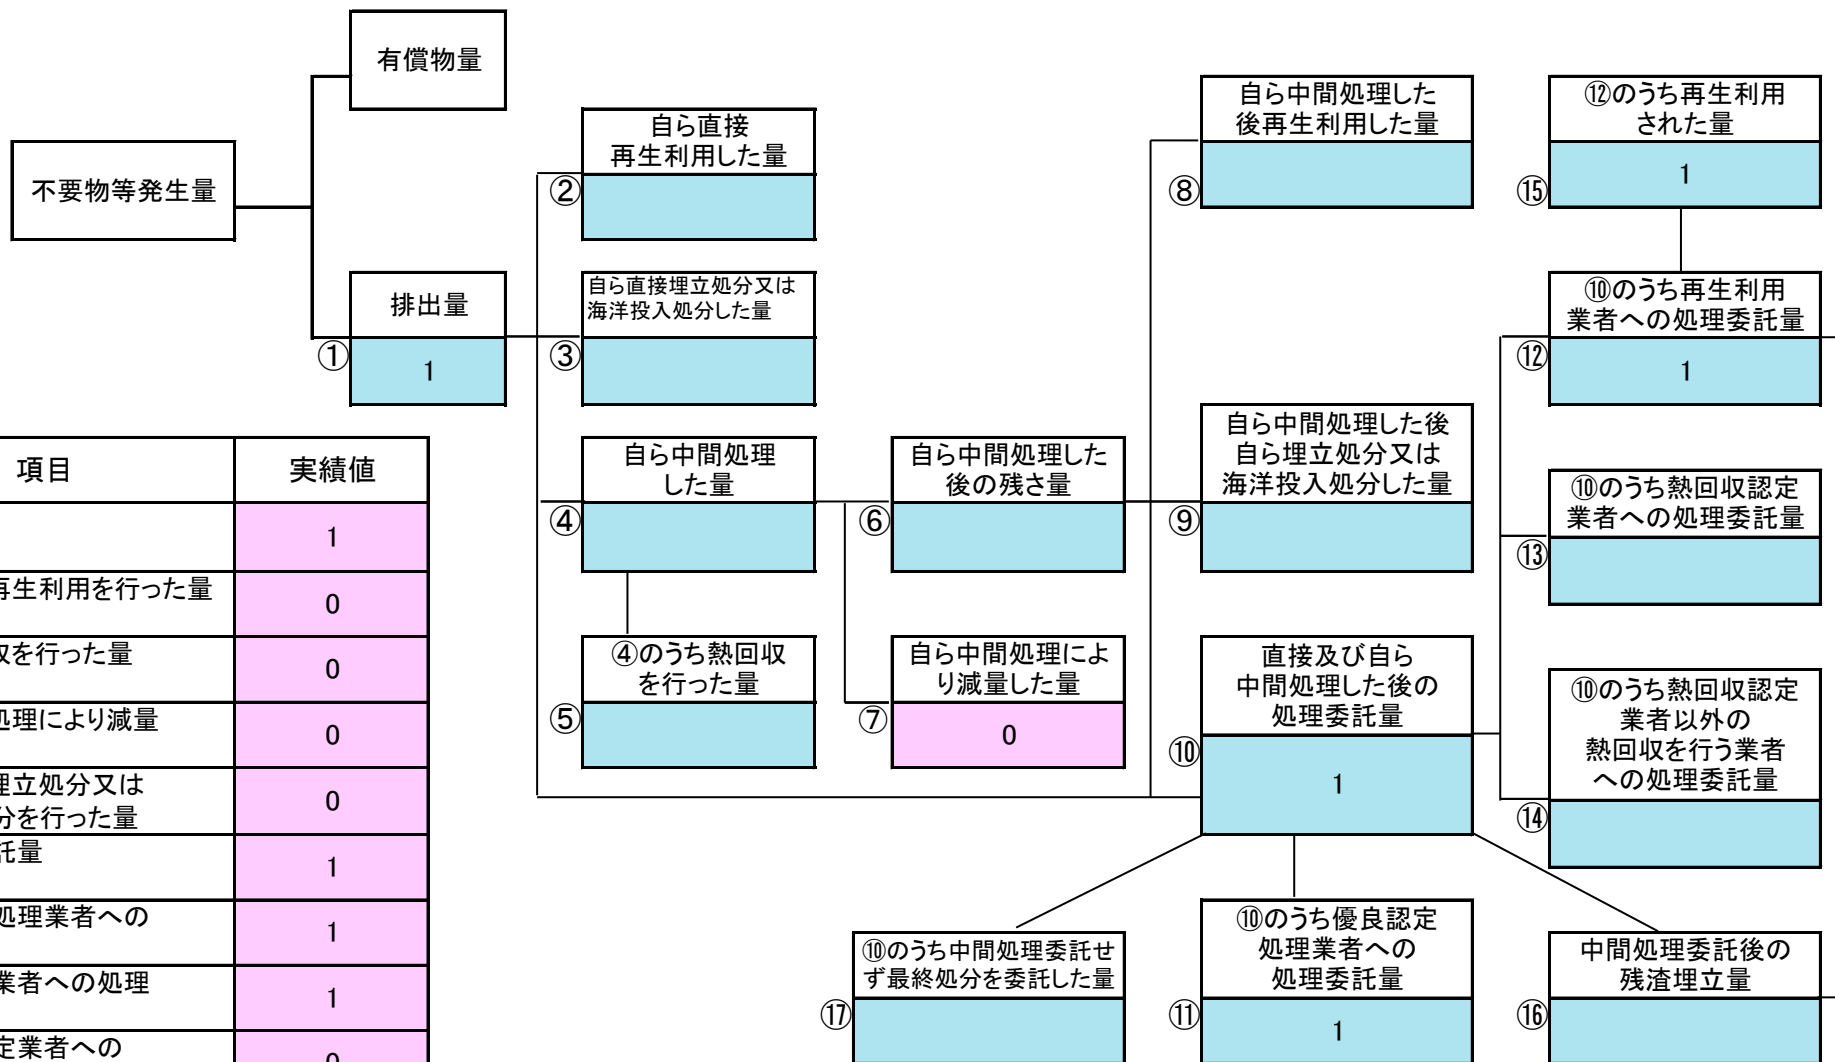 有償物量
不要物等発生量
排出量
①
1
自ら直接
再生利用した量
②
自ら直接埋立処分又は
海洋投入処分した量
③
自ら中間処理
した量
④
④のうち熱回収
を行った量
⑤
自ら中間処理した
後の残さ量
⑥
自ら中間処理によ
り減量した量
⑦
0
自ら中間処理した
後再生利用した量
⑧
自ら中間処理した後
自ら埋立処分又は
海洋投入処分した量
⑨
直接及び自ら
中間処理した後の
処理委託量
⑩
1
⑫のうち再生利用
された量
⑮
1
⑩のうち再生利用
業者への処理委託量
⑫
1
⑩のうち熱回収認定
業者への処理委託量
⑬
⑩のうち熱回収認定
業者以外の
熱回収を行う業者
への処理委託量
⑭
⑩のうち中間処理委託せ
ず最終処分を委託した量
⑰
⑩のうち優良認定
処理業者への
処理委託量
⑪
1
中間処理委託後の
残渣埋立量
⑯
項目 実績値
1
再生利用を行った量 0
を行った量 0
処理により減量 0
埋立処分又は
分を行った量 0
託量 1
処理業者への 1
業者への処理 1
定業者への 0